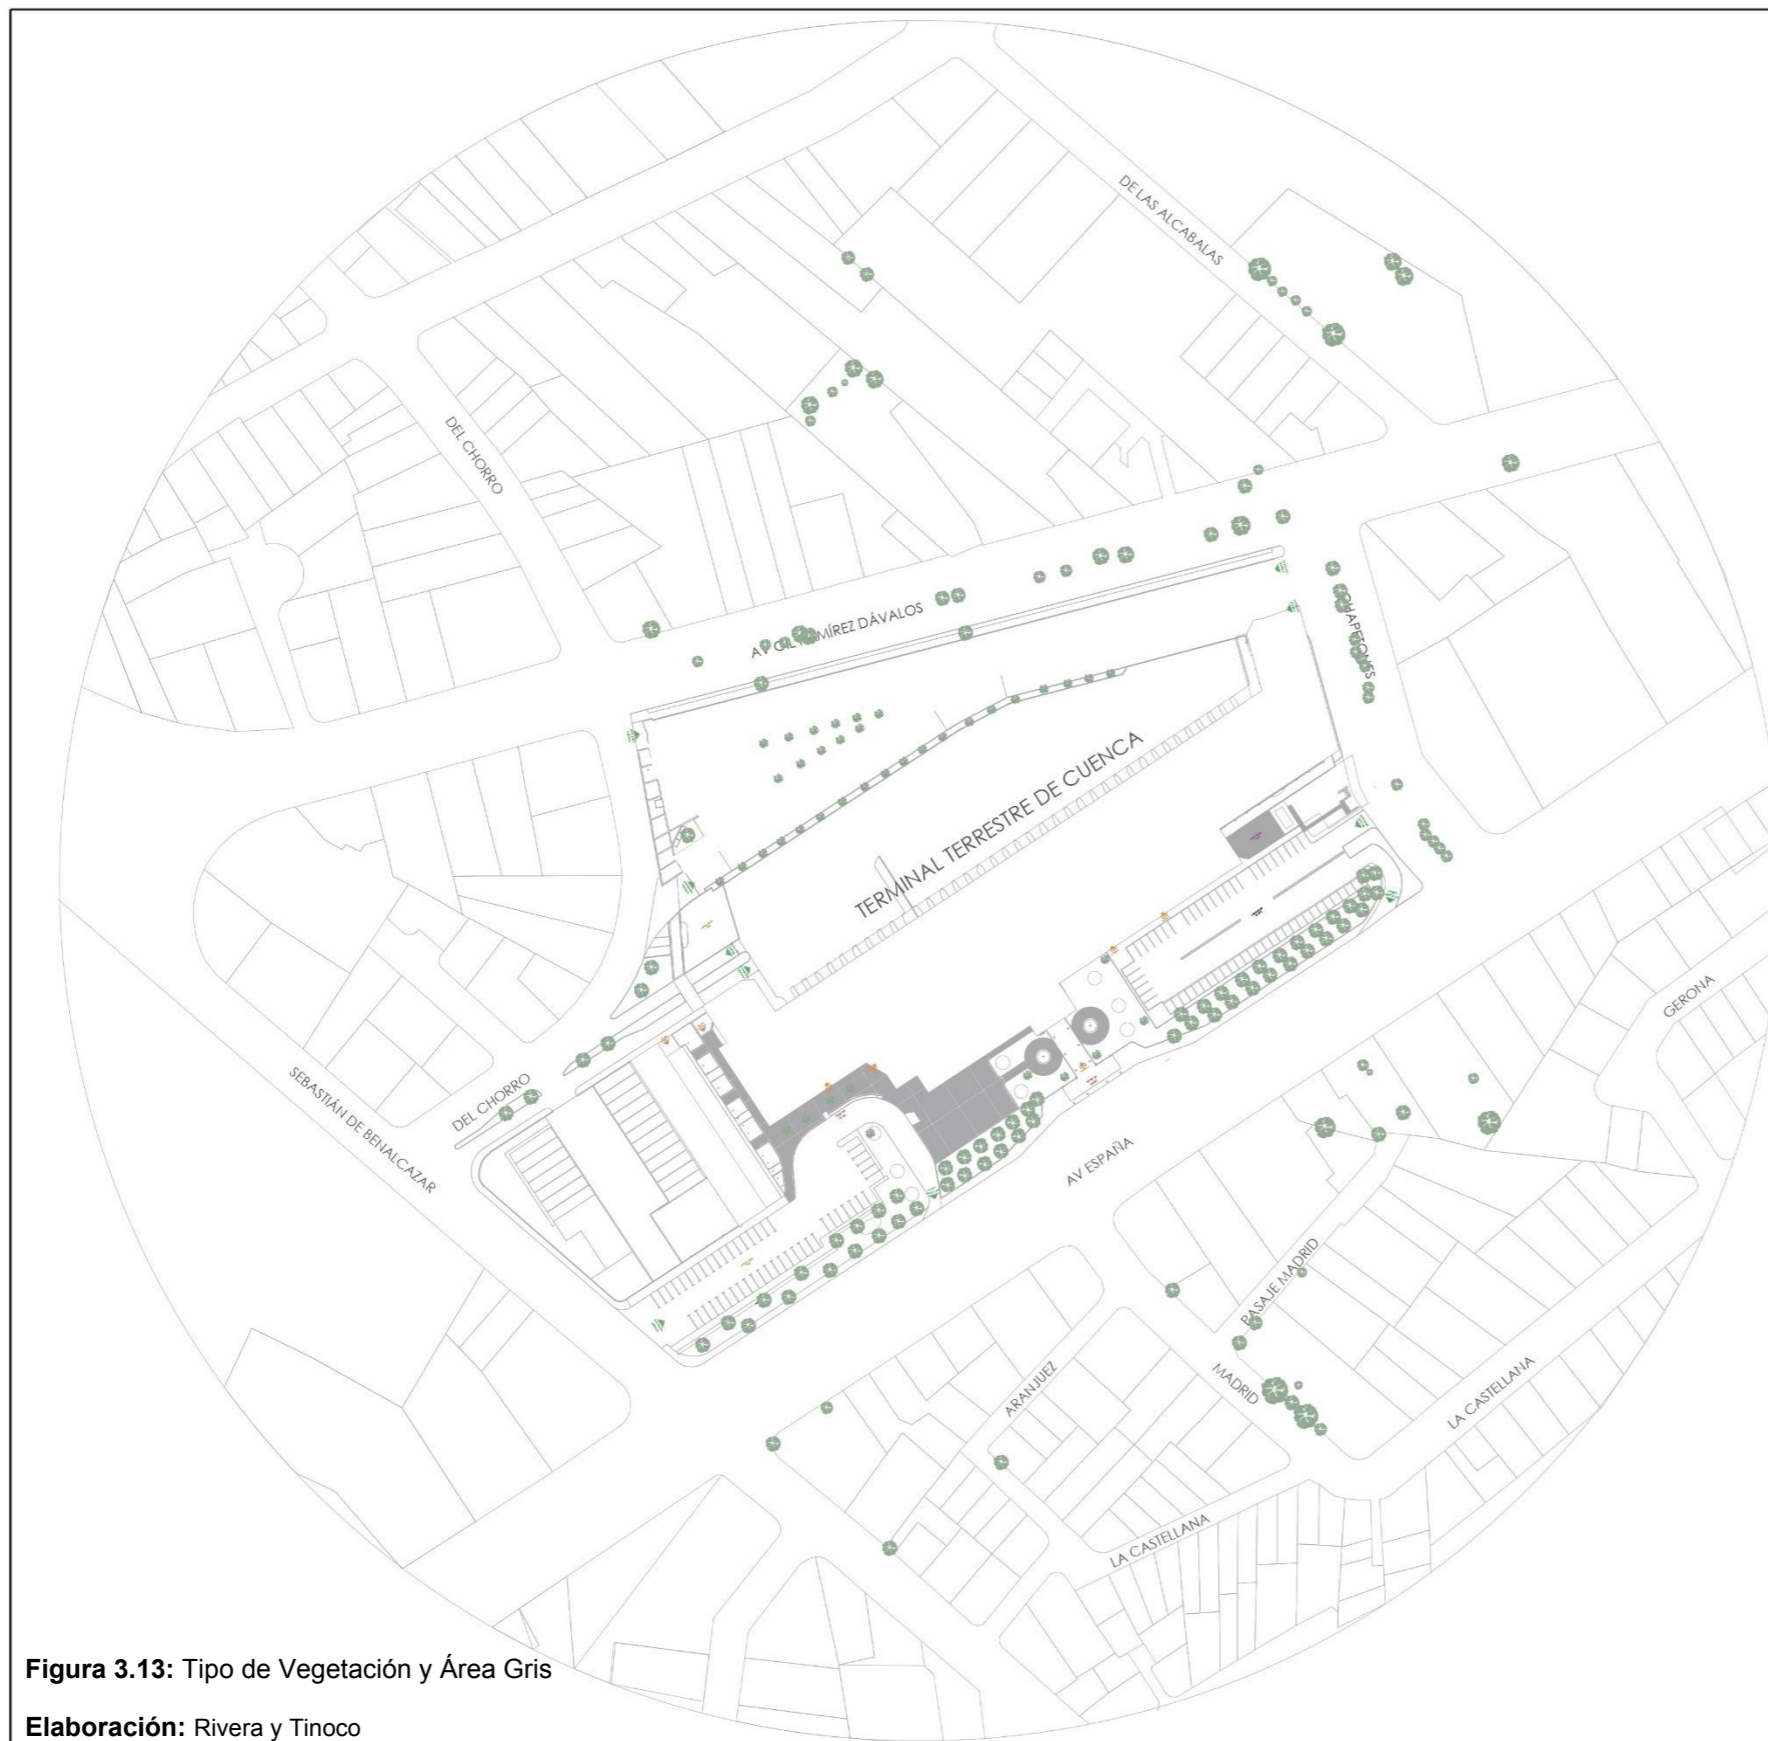 DE LAS ALCABALAS
DEL CHORRO
AV GIL RAMÍREZ DÁVALOS
CHAPETONES
TERMINAL TERRESTRE DE CUENCA
GERONA
SEBASTIÁN DE BENALCAZAR
DEL CHORRO
AV ESPAÑA
PASAJE MADRID
ARANJUEZ
MADRID
LA CASTELLANA
LA CASTELLANA
Figura 3.13: Tipo de Vegetación y Área Gris
Elaboración: Rivera y Tinoco